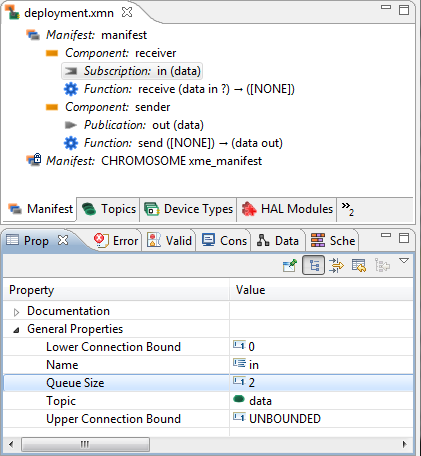 deployment.xmn
Manifest: manifest
Component: receiver
Subscription: in (data)
Function: receive (data in ?) → ([NONE])
Component: sender
Publication: out (data)
Function: send ([NONE]) → (data out)
Manifest: CHROMOSOME xme_manifest
Manifest Topics Device Types HAL Modules »2
Prop Error Valid Cons Data Sche
Property Value
Documentation
General Properties
Lower Connection Bound 0
Name in
Queue Size 2
Topic data
Upper Connection Bound UNBOUNDED